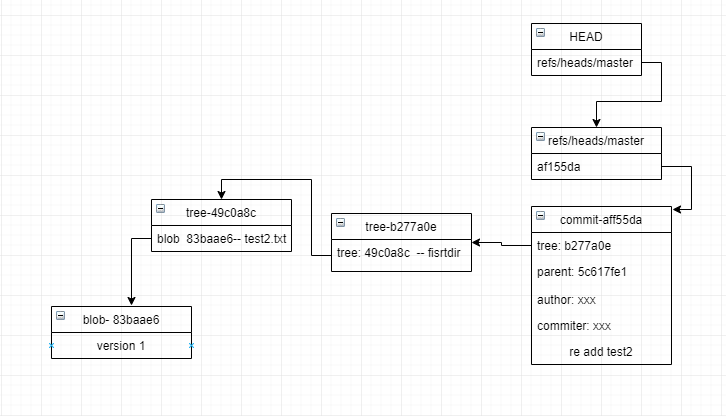 HEAD
refs/heads/master
refs/heads/master
af155da
commit-aff55da
tree: b277a0e
parent: 5c617fe1
author: xxx
commiter: xxx
re add test2
tree-b277a0e
tree: 49c0a8c -- fisrtdir
tree-49c0a8c
blob 83baae6-- test2.txt
blob- 83baae6
version 1